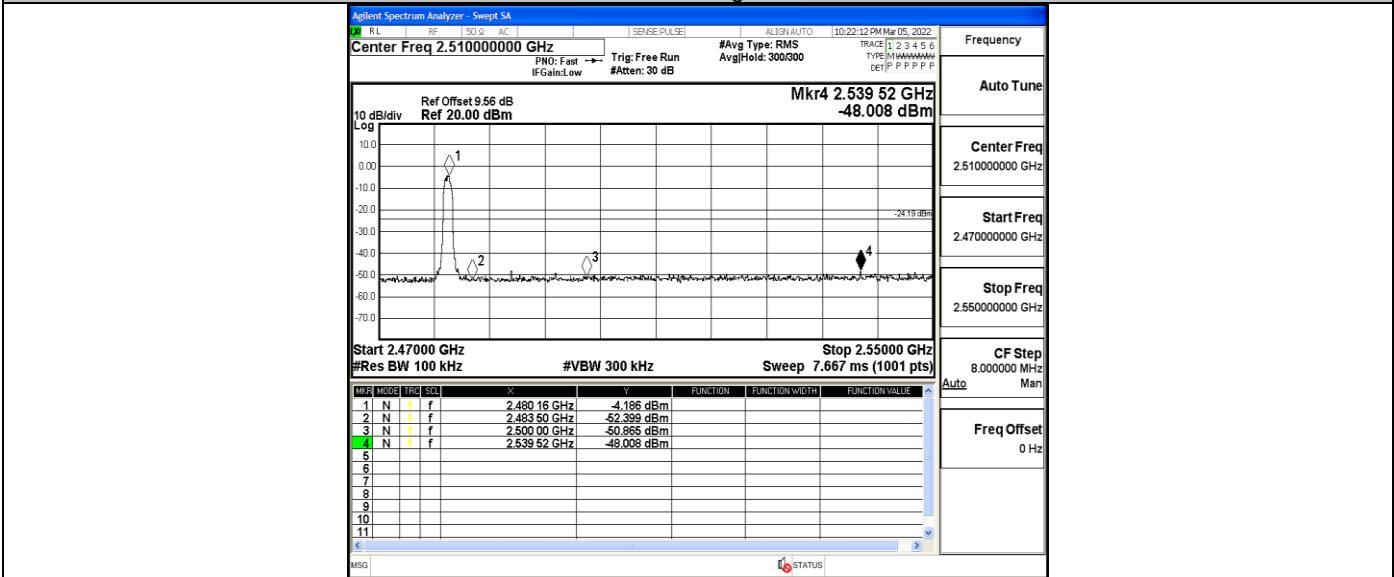 Agilent Spectrum Analyzer - Swept SA
LXI RL RF 50 Ω AC SENSE:PULSE ALIGNAUTO 10:22:12 PM Mar 05, 2022
Center Freq 2.510000000 GHz
PNO: Fast
IFGain:Low
Trig: Free Run
#Atten: 30 dB
#Avg Type: RMS
Avg|Hold: 300/300
TRACE 1 2 3 4 5 6
TYPE M WWWWW
DET P P P P P P
Ref Offset 9.56 dB
10 dB/div Ref 20.00 dBm
Log
Mkr4 2.539 52 GHz
-48.008 dBm
10.0
0.00
-10.0
-20.0
-30.0
-40.0
-50.0
-60.0
-70.0
1
2
3
4
-24.19 dBm
Start 2.47000 GHz Stop 2.55000 GHz
#Res BW 100 kHz #VBW 300 kHz Sweep 7.667 ms (1001 pts)
MKR MODE TRC SCL X Y FUNCTION FUNCTION WIDTH FUNCTION VALUE
1 N 1 f 2.480 16 GHz -4.186 dBm
2 N 1 f 2.483 50 GHz -52.399 dBm
3 N 1 f 2.500 00 GHz -50.865 dBm
4 N 1 f 2.539 52 GHz -48.008 dBm
5
6
7
8
9
10
11
MSG STATUS
Frequency
Auto Tune
Center Freq
2.510000000 GHz
Start Freq
2.470000000 GHz
Stop Freq
2.550000000 GHz
CF Step
8.000000 MHz
Auto Man
Freq Offset
0 Hz